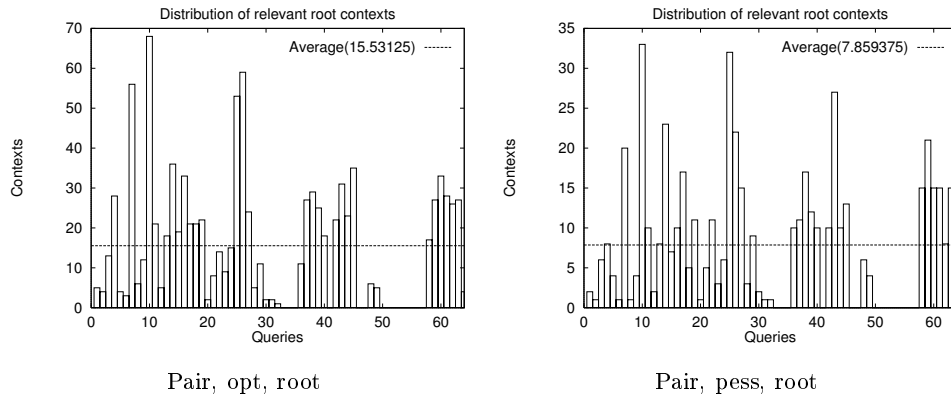 Distribution of relevant root contexts
Average(15.53125)
Contexts
70
60
50
40
30
20
10
0
0 10 20 30 40 50 60
Queries
Pair, opt, root
Distribution of relevant root contexts
Average(7.859375)
Contexts
35
30
25
20
15
10
5
0
0 10 20 30 40 50 60
Queries
Pair, pess, root